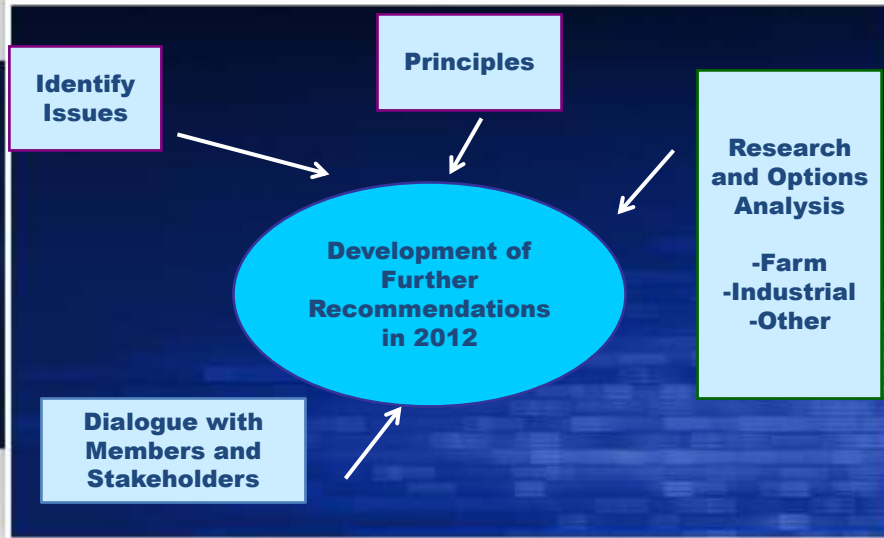 Principles
Identify
Issues
Research
and Options
Analysis
-Farm
-Industrial
-Other
Development of
Further
Recommendations
in 2012
Dialogue with
Members and
Stakeholders